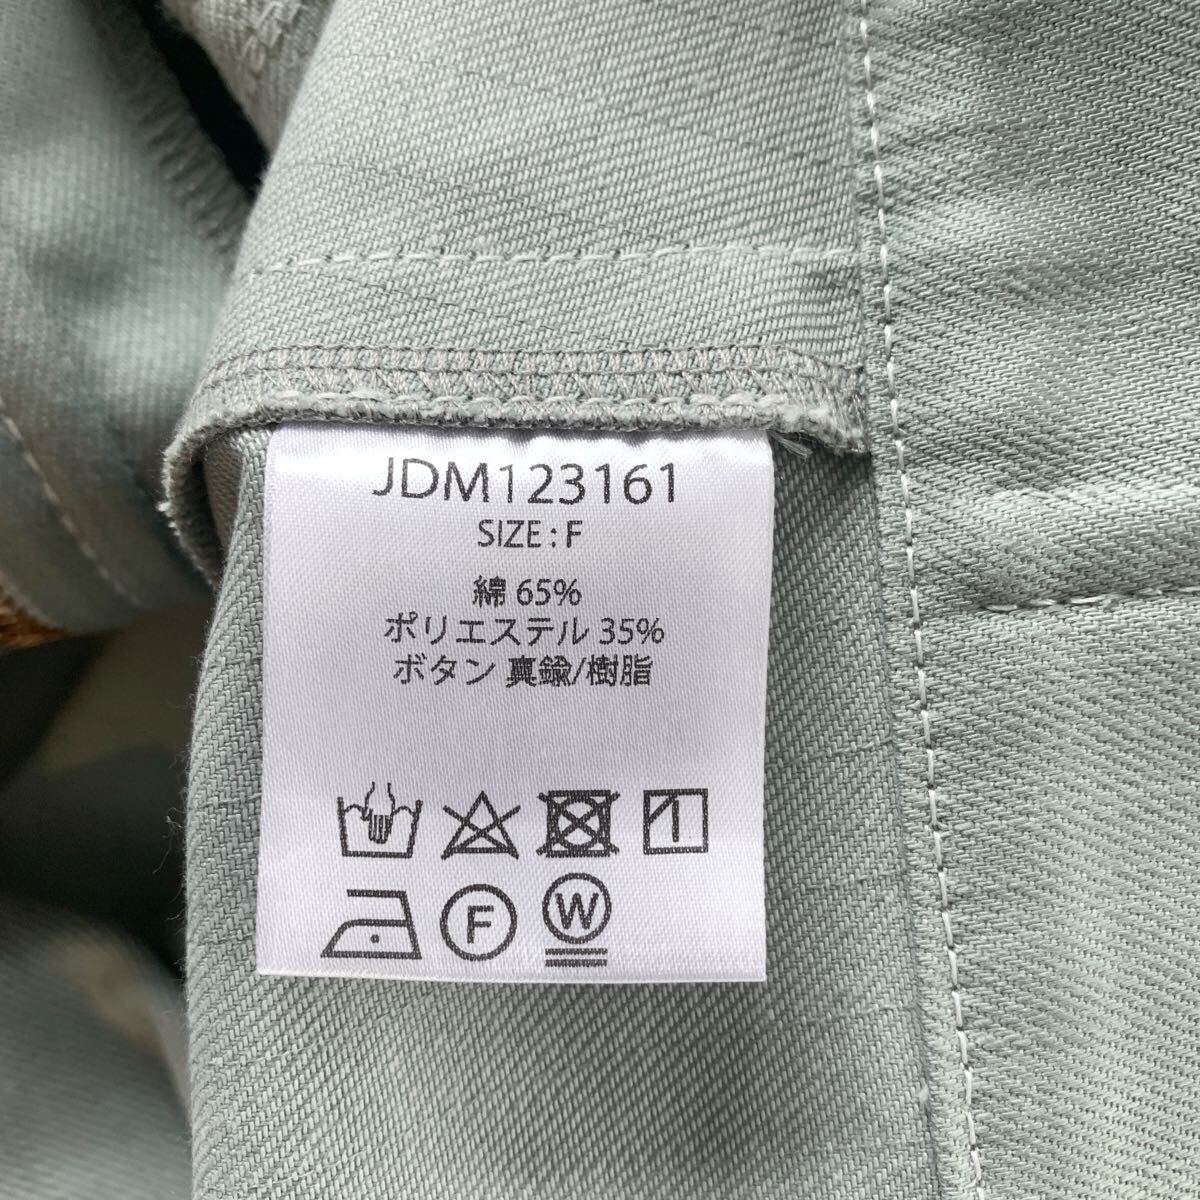 JDM123161
SIZE : F
綿 65%
ポリエステル 35%
ボタン 真鍮/樹脂
F
W